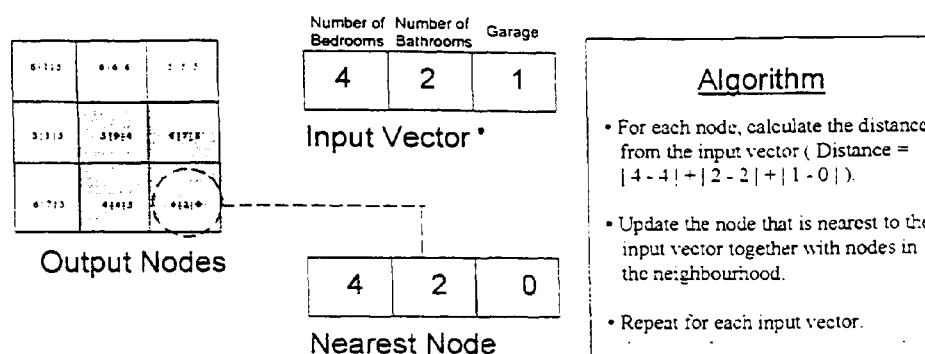 Number of Bedrooms
Number of Bathrooms
Garage
4 2 1
Input Vector *
Output Nodes
4 2 0
Nearest Node
Algorithm
• For each node, calculate the distance
from the input vector ( Distance =
| 4 - 4 | + | 2 - 2 | + | 1 - 0 | ).
• Update the node that is nearest to the
input vector together with nodes in
the neighbourhood.
• Repeat for each input vector.